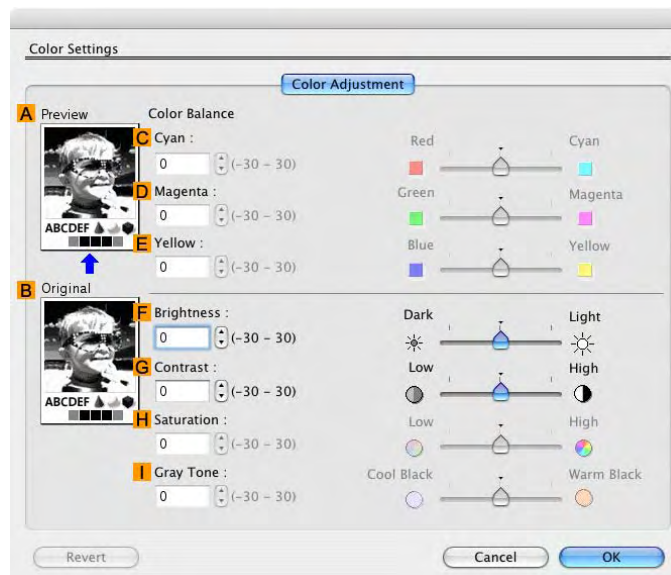 Color Settings
Color Adjustment
A Preview
Color Balance
C Cyan :
0 (-30 – 30)
Red Cyan
D Magenta :
0 (-30 – 30)
Green Magenta
E Yellow :
0 (-30 – 30)
Blue Yellow
ABCDEF
B Original
ABCDEF
F Brightness :
0 (-30 – 30)
Dark Light
G Contrast :
0 (-30 – 30)
Low High
H Saturation :
0 (-30 – 30)
Low High
I Gray Tone :
0 (-30 – 30)
Cool Black Warm Black
Revert Cancel OK